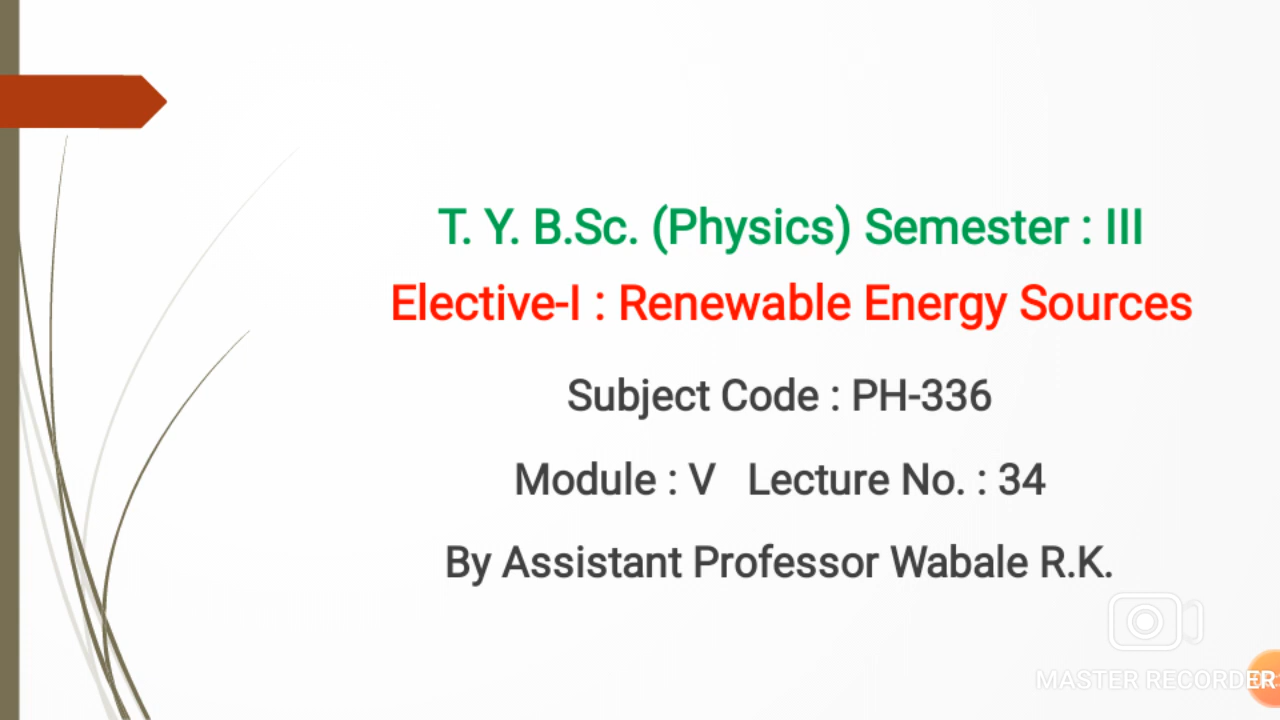 T. Y. B.Sc. (Physics) Semester : III
Elective-I : Renewable Energy Sources
Subject Code : PH-336
Module : V Lecture No. : 34
By Assistant Professor Wabale R.K.
MASTER RECORDER